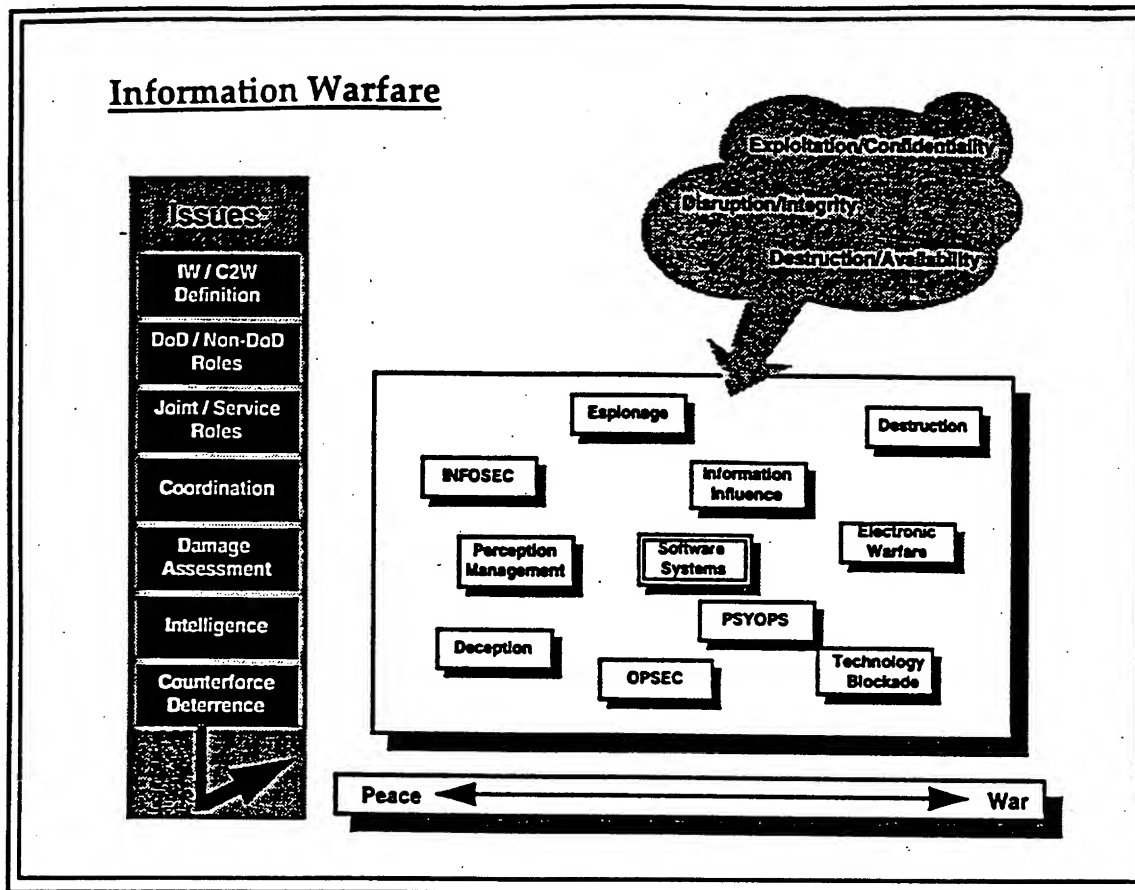 Information Warfare
Exploitation/Confidentiality
Disruption/Integrity
Destruction/Availability
Issues
IW / C2W
Definition
DoD / Non-DoD
Roles
Joint / Service
Roles
Coordination
Damage
Assessment
Intelligence
Counterforce
Deterrence
Espionage
Destruction
INFOSEC
Information
Influence
Electronic
Warfare
Perception
Management
Software
Systems
PSYOPS
Deception
OPSEC
Technology
Blockade
Peace
War